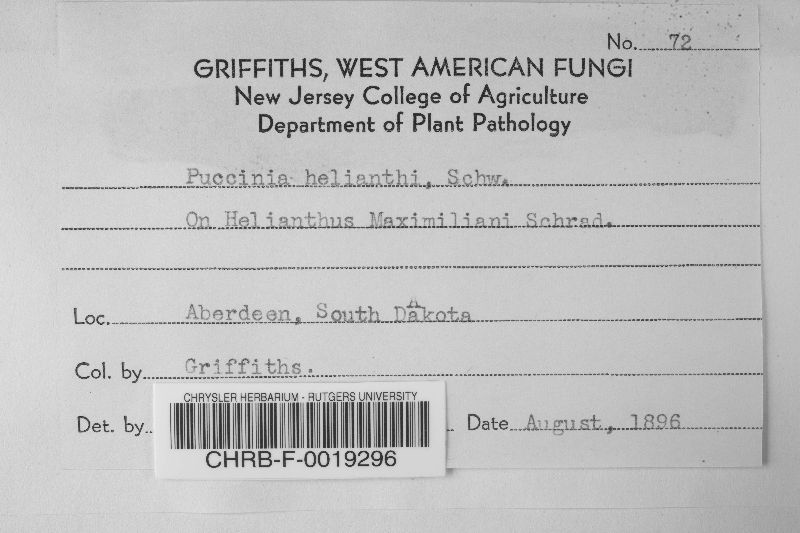 No. 72
GRIFFITHS, WEST AMERICAN FUNGI
New Jersey College of Agriculture
Department of Plant Pathology
Puccinia helianthi, Schw.
On Helianthus Maximiliani Schrad.
Loc. Aberdeen, South Dakota
Col. by Griffiths.
Det. by Date August, 1896
CHRYSLER HERBARIUM - RUTGERS UNIVERSITY
CHRB-F-0019296